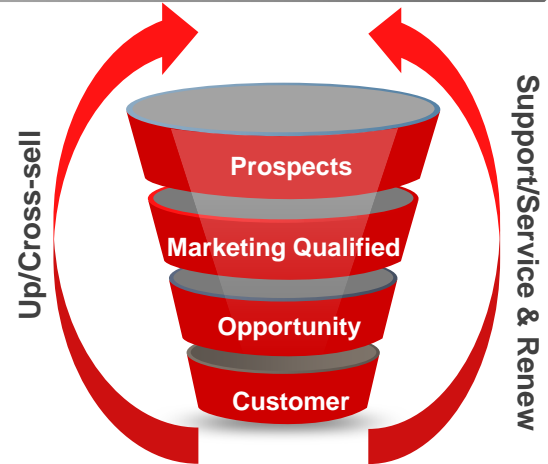 Up/Cross-sell
Prospects
Marketing Qualified
Opportunity
Customer
Support/Service & Renew